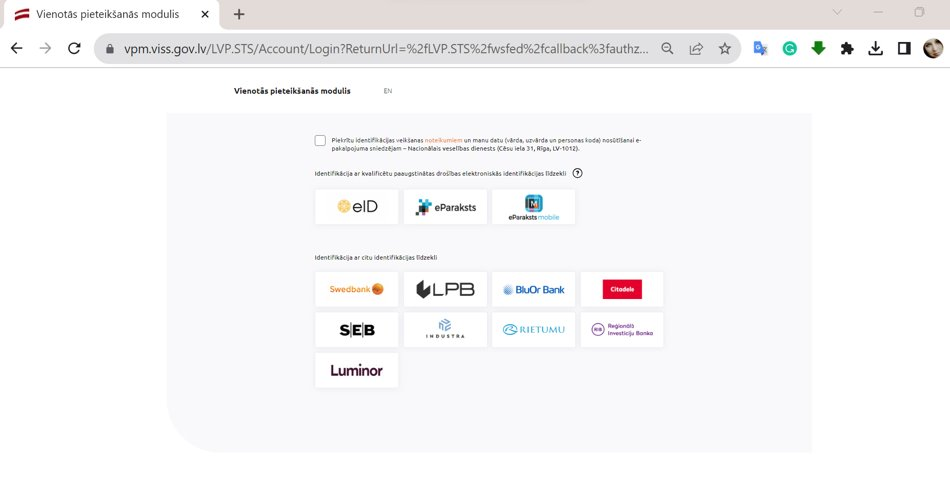 Vienotās pieteikšanās modulis
vpm.viss.gov.lv/LVP.STS/Account/Login?ReturnUrl=%2fLVP.STS%2fwsfed%2fcallback%3fauthz...
Vienotās pieteikšanās modulis EN
Piekrītu identifikācijas veikšanas noteikumiem un manu datu (vārda, uzvārda un personas koda) nosūtīšanai e-
pakalpojuma sniedzējam – Nacionālais veselības dienests (Cēsu iela 31, Rīga, LV-1012).
Identifikācija ar kvalificētu paaugstinātas drošības elektroniskās identifikācijas līdzekli ?
eID eParaksts eParaksts mobile
Identifikācija ar citu identifikācijas līdzekli
Swedbank LPB BluOr Bank Citadele
SEB INDUSTRA RIETUMU RIB Reģionālā
Investīciju Banka
Luminor